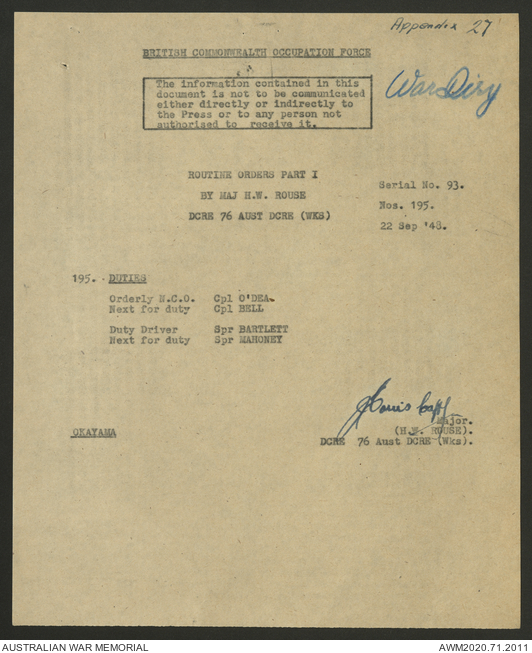 Appendix 27
BRITISH COMMONWEALTH OCCUPATION FORCE
The information contained in this
document is not to be communicated
either directly or indirectly to
the Press or to any person not
authorised to receive it.
War Diry
ROUTINE ORDERS PART I
BY MAJ H.W. ROUSE
DCRE 76 AUST DCRE (WKS)
Serial No. 93.
Nos. 195.
22 Sep '48.
195. DUTIES
Orderly N.C.O. Cpl O'DEA.
Next for duty Cpl BELL
Duty Driver Spr BARTLETT
Next for duty Spr MAHONEY
Major.
(H.W. ROUSE).
OKAYAMA
DCRE 76 Aust DCRE (Wks).
AUSTRALIAN WAR MEMORIAL
AWM2020.71.2011